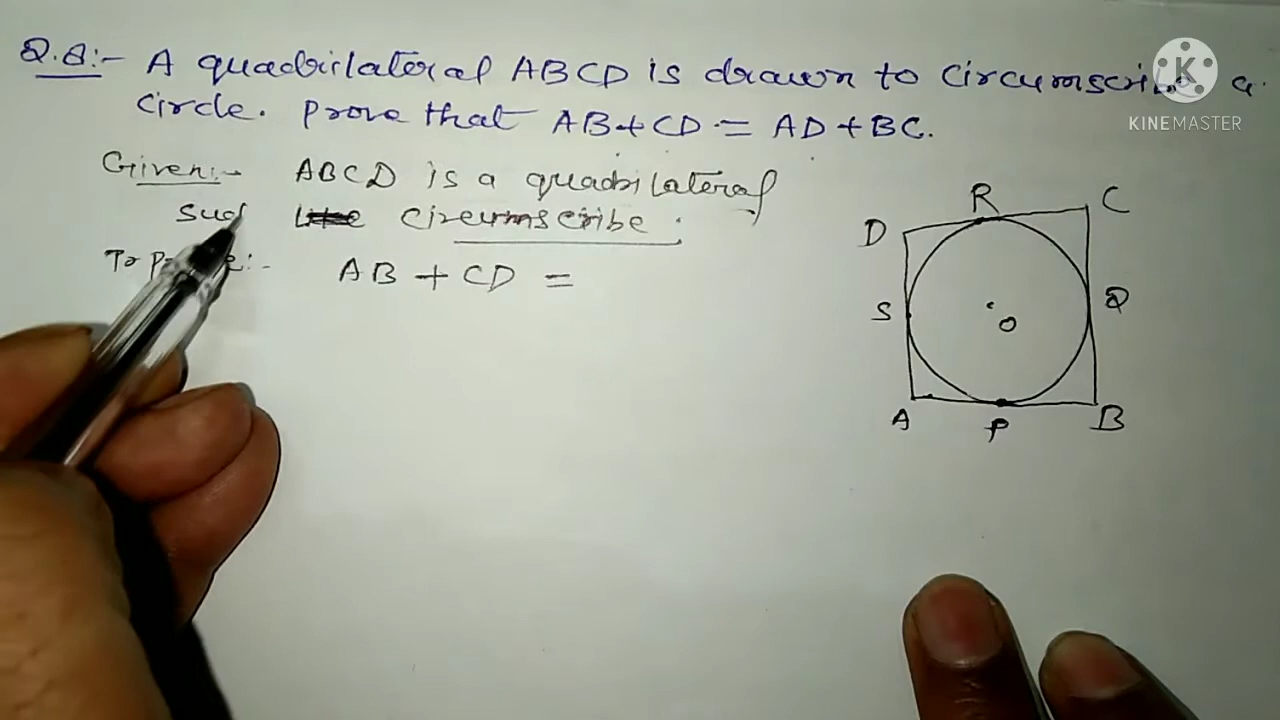 Q.8:- A quadrilateral ABCD is drawn to circumscribe a
circle. Prove that AB + CD = AD + BC.
Given:- ABCD is a quadrilateral
Such circumscribe.
To :- AB + CD =
D R C
S O Q
A P B
K
KINEMASTER